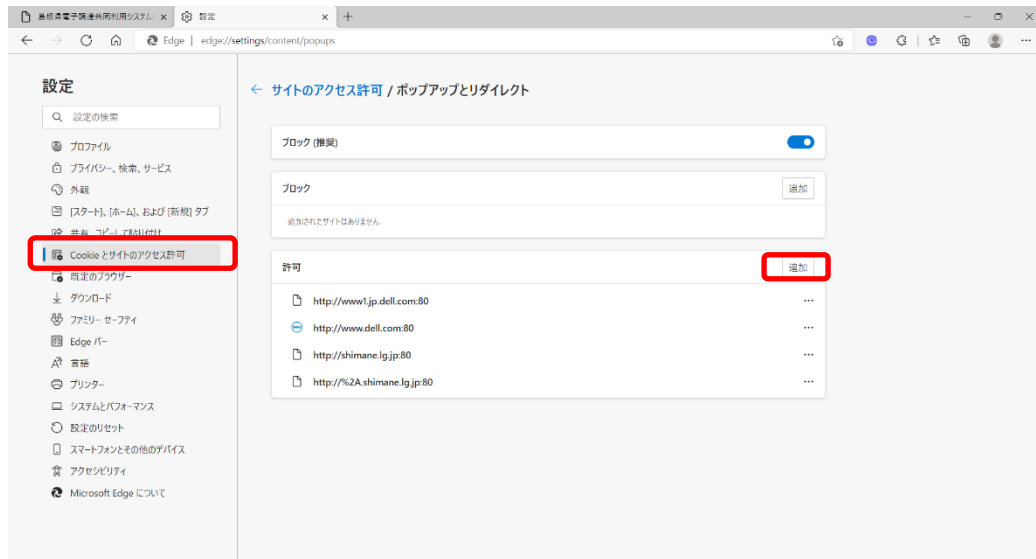 島根県電子調達共同利用システム
設定
Edge
edge://settings/content/popups
設定
サイトのアクセス許可 / ポップアップとリダイレクト
設定の検索
プロファイル
プライバシー、検索、サービス
外観
[スタート]、[ホーム]、および [新規] タブ
共有、コピーして貼り付け
Cookie とサイトのアクセス許可
既定のブラウザー
ダウンロード
ファミリー セーフティ
Edge バー
言語
プリンター
システムとパフォーマンス
設定のリセット
スマートフォンとその他のデバイス
アクセシビリティ
Microsoft Edge について
ブロック (推奨)
ブロック
追加
追加されたサイトはありません
許可
追加
http://www1.jp.dell.com:80
http://www.dell.com:80
http://shimane.lg.jp:80
http://%2A.shimane.lg.jp:80